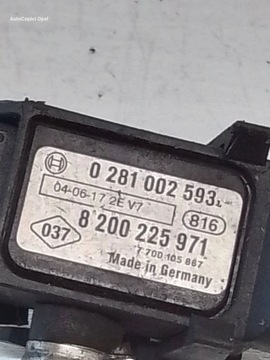 AutoCapici Opel
0 281 002 593
04-06-17 2E V7
816
8 200 225 971
037
7 700 105 867
Made in Germany